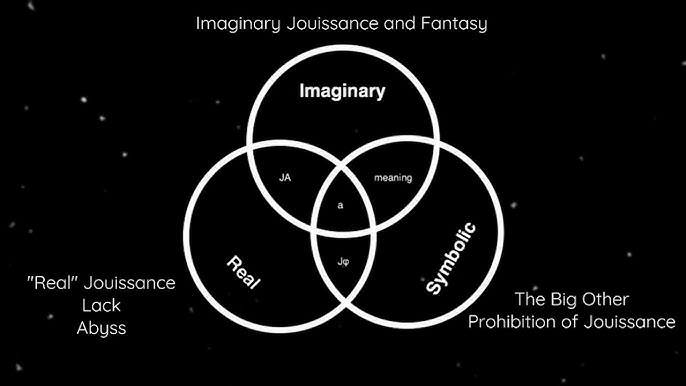 Imaginary Jouissance and Fantasy
Imaginary
JA
meaning
a
Real
Jφ
Symbolic
"Real" Jouissance
Lack
Abyss
The Big Other
Prohibition of Jouissance